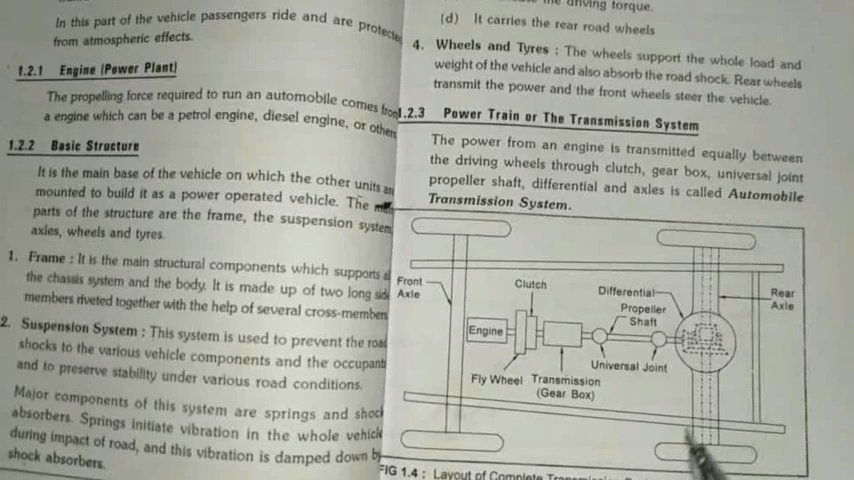 In this part of the vehicle passengers ride and are protected
from atmospheric effects.
1.2.1 Engine (Power Plant)
The propelling force required to run an automobile comes from
a engine which can be a petrol engine, diesel engine, or other
1.2.2 Basic Structure
It is the main base of the vehicle on which the other units are
mounted to build it as a power operated vehicle. The
parts of the structure are the frame, the suspension system,
axles, wheels and tyres.
1. Frame : It is the main structural components which supports
the chassis system and the body. It is made up of two long side
members riveted together with the help of several cross-members
2. Suspension System : This system is used to prevent the road
shocks to the various vehicle components and the occupants
and to preserve stability under various road conditions.
Major components of this system are springs and shock
absorbers. Springs initiate vibration in the whole vehicle
during impact of road, and this vibration is damped down by
shock absorbers.
the driving torque.
(d) It carries the rear road wheels
4. Wheels and Tyres : The wheels support the whole load and
weight of the vehicle and also absorb the road shock. Rear wheels
transmit the power and the front wheels steer the vehicle.
1.2.3 Power Train or The Transmission System
The power from an engine is transmitted equally between
the driving wheels through clutch, gear box, universal joint
propeller shaft, differential and axles is called Automobile
Transmission System.
Front
Axle
Clutch
Differential
Propeller
Shaft
Rear
Axle
Engine
Universal Joint
Fly Wheel
Transmission
(Gear Box)
FIG 1.4 : Layout of Complete